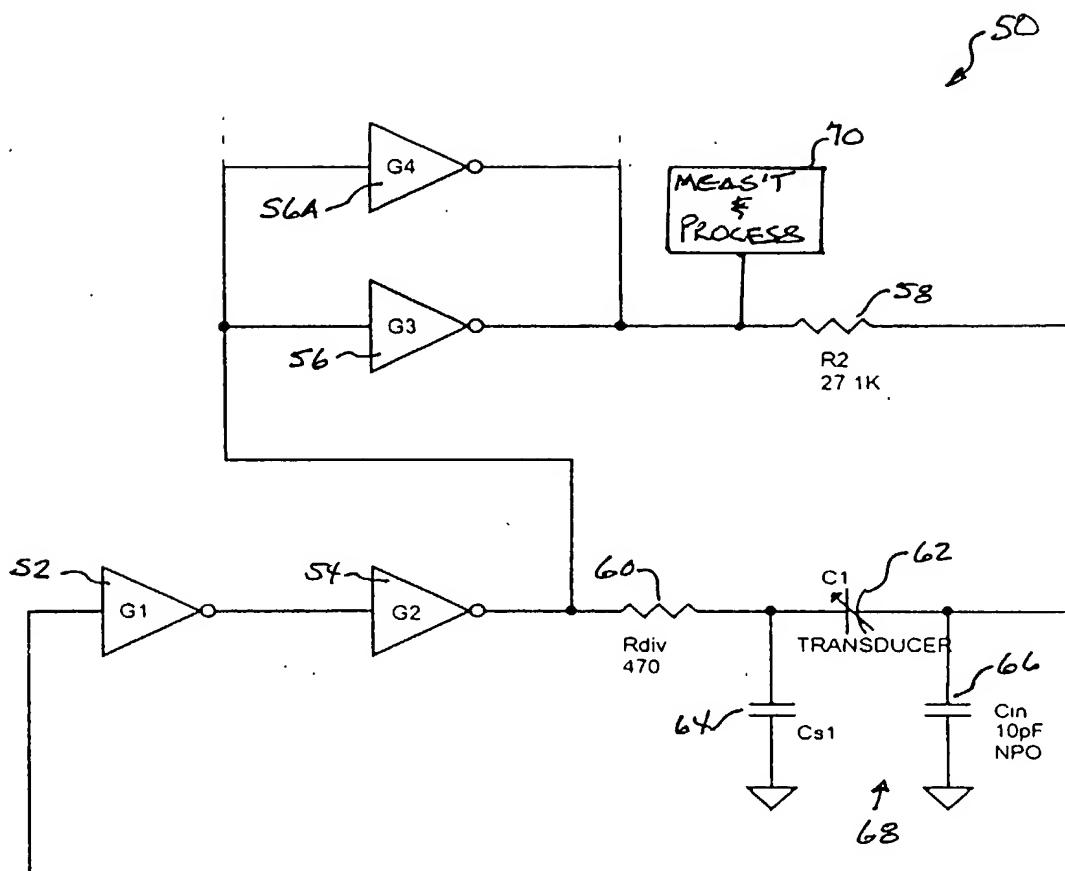 50
70
G4
56A
MEAS'T
&
PROCESS
58
G3
56
R2
27 1K
52
G1
54
G2
60
Rdiv
470
C1
62
TRANSDUCER
64
Cs1
66
Cin
10pF
NPO
68